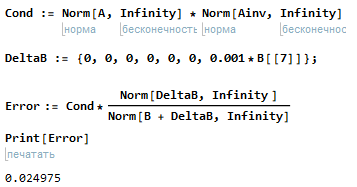 Cond := Norm[A, Infinity] * Norm[Ainv, Infinity]
норма бесконечность норма бесконечнос
DeltaB := {0, 0, 0, 0, 0, 0, 0.001*B[[7]]};
Norm[DeltaB, Infinity]
Error := Cond*
Norm[B + DeltaB, Infinity]
Print[Error]
печатать
0.024975